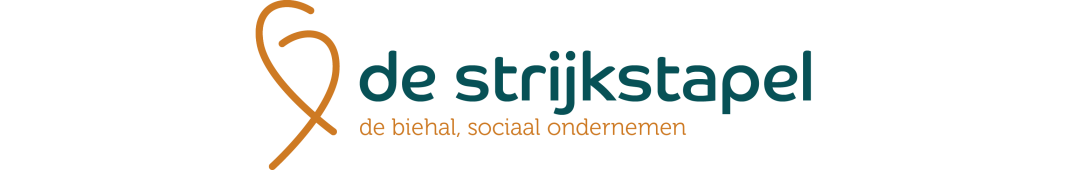 de strijkstapel
de biehal, sociaal ondernemen